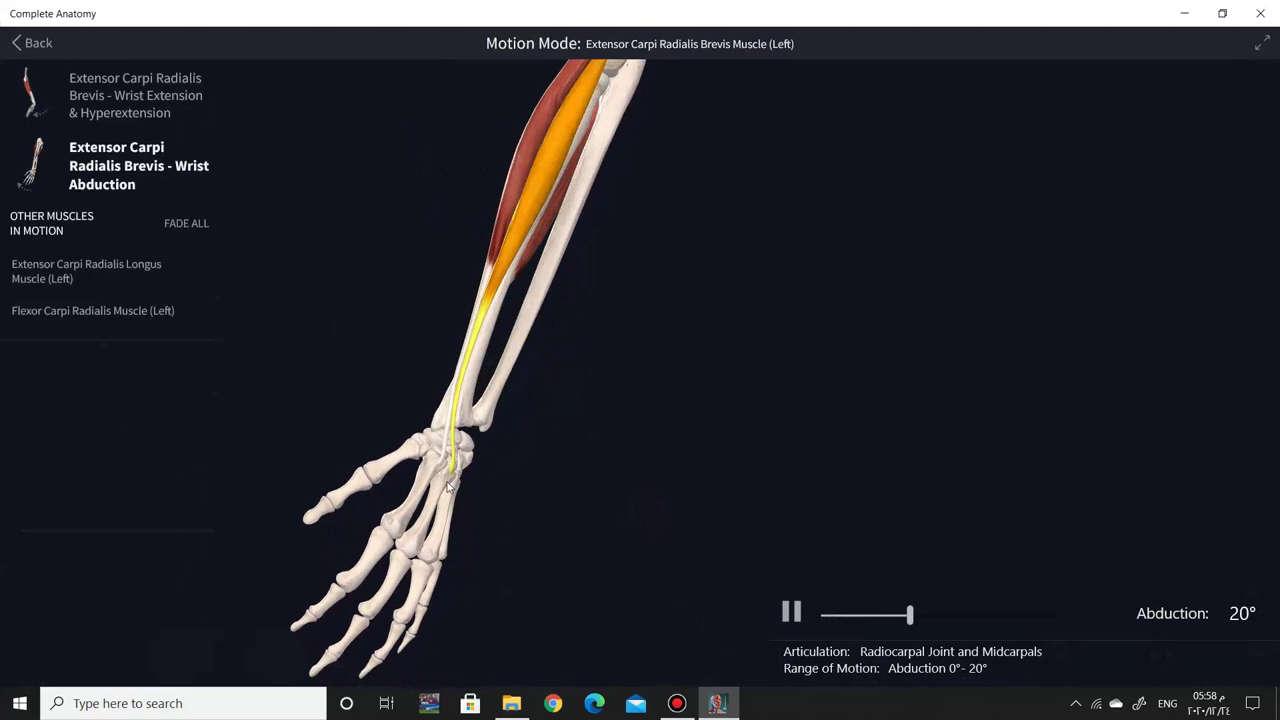 Complete Anatomy
Back
Motion Mode: Extensor Carpi Radialis Brevis Muscle (Left)
Extensor Carpi Radialis
Brevis - Wrist Extension
& Hyperextension
Extensor Carpi
Radialis Brevis - Wrist
Abduction
OTHER MUSCLES
IN MOTION
FADE ALL
Extensor Carpi Radialis Longus
Muscle (Left)
Flexor Carpi Radialis Muscle (Left)
Abduction: 20°
Articulation: Radiocarpal Joint and Midcarpals
Range of Motion: Abduction 0°- 20°
Type here to search
ENG
05:58 م
٢٠٢٠/١٢/٢٤